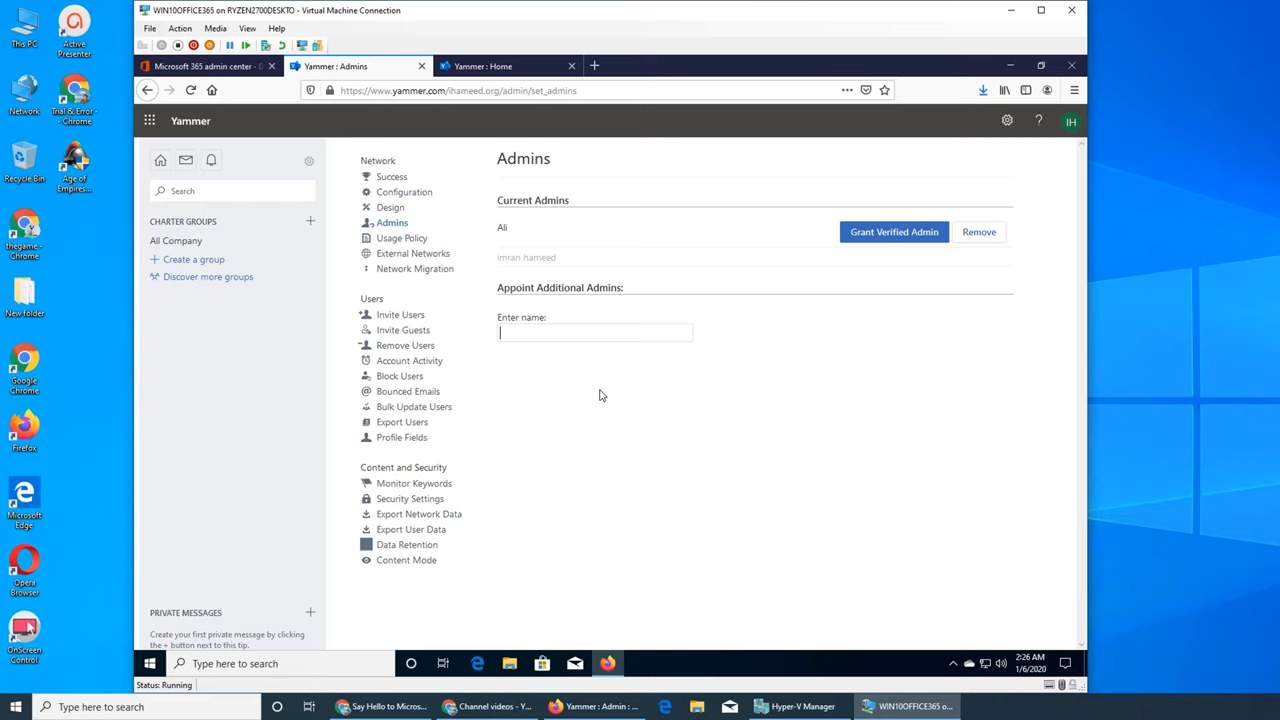 WIN10OFFICE365 on RYZEN2700DESKTO - Virtual Machine Connection
File Action Media View Help
Microsoft 365 admin center -
Yammer : Admins
Yammer : Home
https://www.yammer.com/ihameed.org/admin/set_admins
Yammer
IH
Search
CHARTER GROUPS
All Company
Create a group
Discover more groups
PRIVATE MESSAGES
Create your first private message by clicking
the + button next to this tip.
Network
Success
Configuration
Design
Admins
Usage Policy
External Networks
Network Migration
Users
Invite Users
Invite Guests
Remove Users
Account Activity
Block Users
Bounced Emails
Bulk Update Users
Export Users
Profile Fields
Content and Security
Monitor Keywords
Security Settings
Export Network Data
Export User Data
Data Retention
Content Mode
Admins
Current Admins
Ali
Grant Verified Admin
Remove
imran hameed
Appoint Additional Admins:
Enter name:
Type here to search
2:26 AM
1/6/2020
Status: Running
This PC
Active
Presenter
Network
Trial & Error -
- Chrome
Recycle Bin
Age of
Empires...
thegame -
Chrome
New folder
Google
Chrome
Firefox
Microsoft
Edge
Opera
Browser
OnScreen
Control
Type here to search
Say Hello to Micros...
Channel videos - Y...
Yammer : Admins : ...
Hyper-V Manager
WIN10OFFICE365 o...